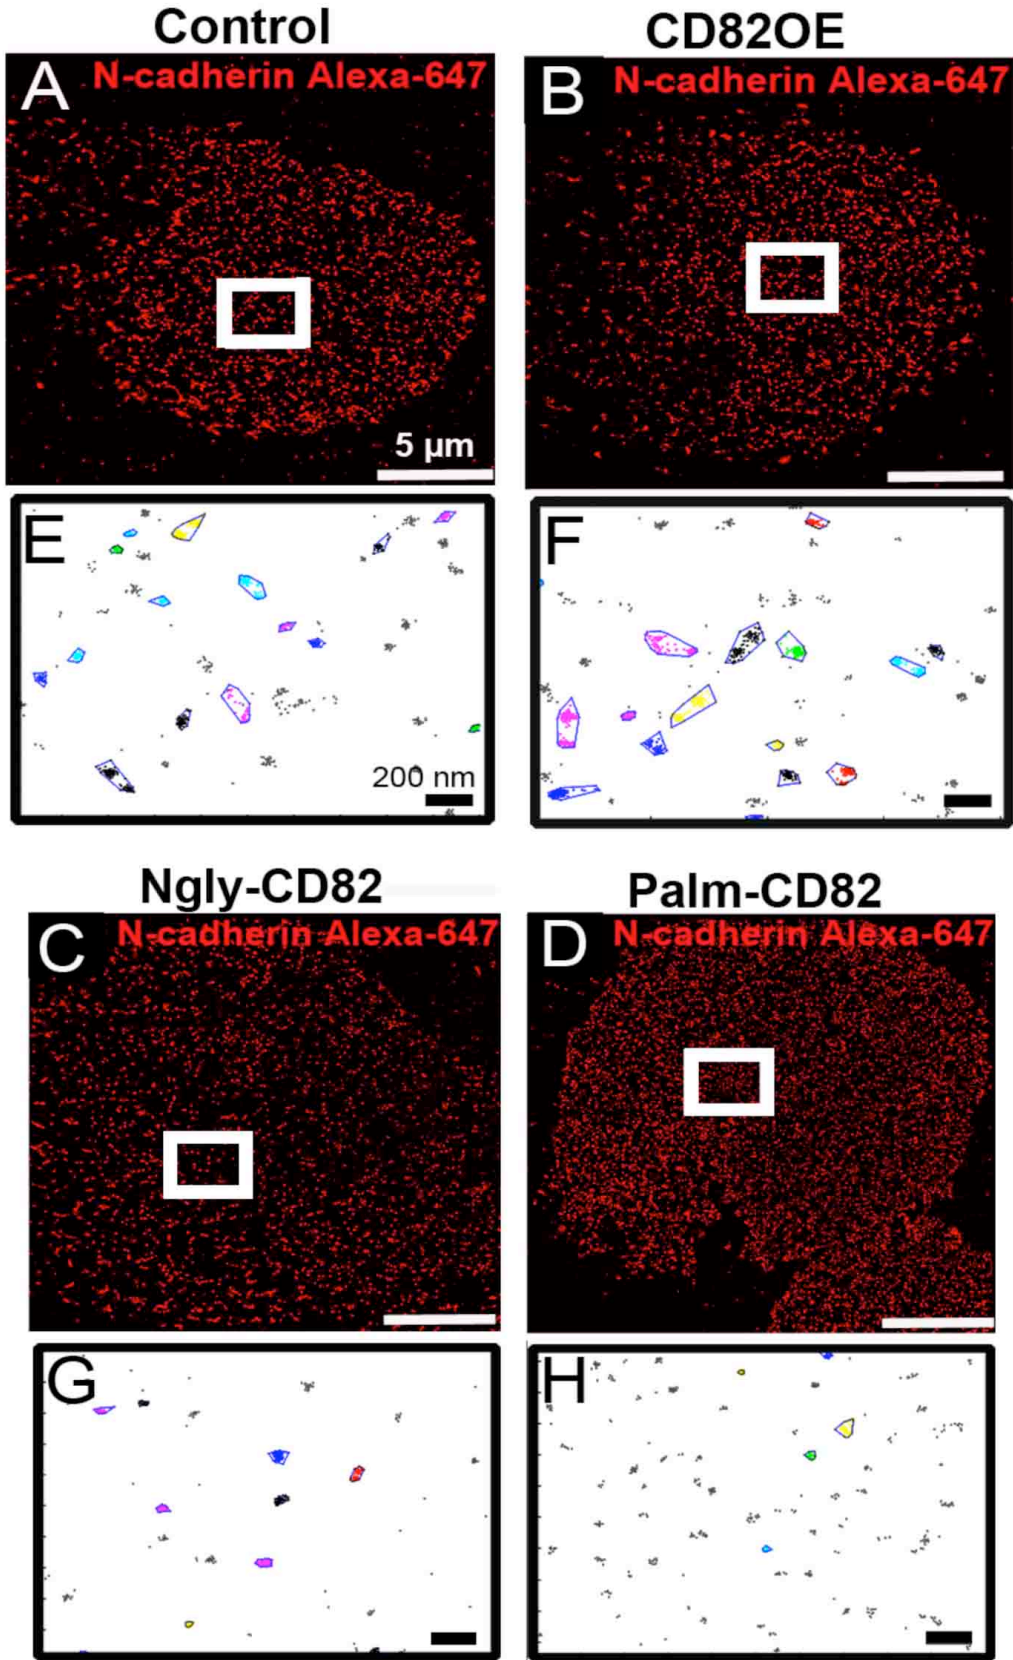 Control
CD82OE
A N-cadherin Alexa-647
B N-cadherin Alexa-647
5 µm
E
F
200 nm
Ngly-CD82
Palm-CD82
C N-cadherin Alexa-647
D N-cadherin Alexa-647
G
H